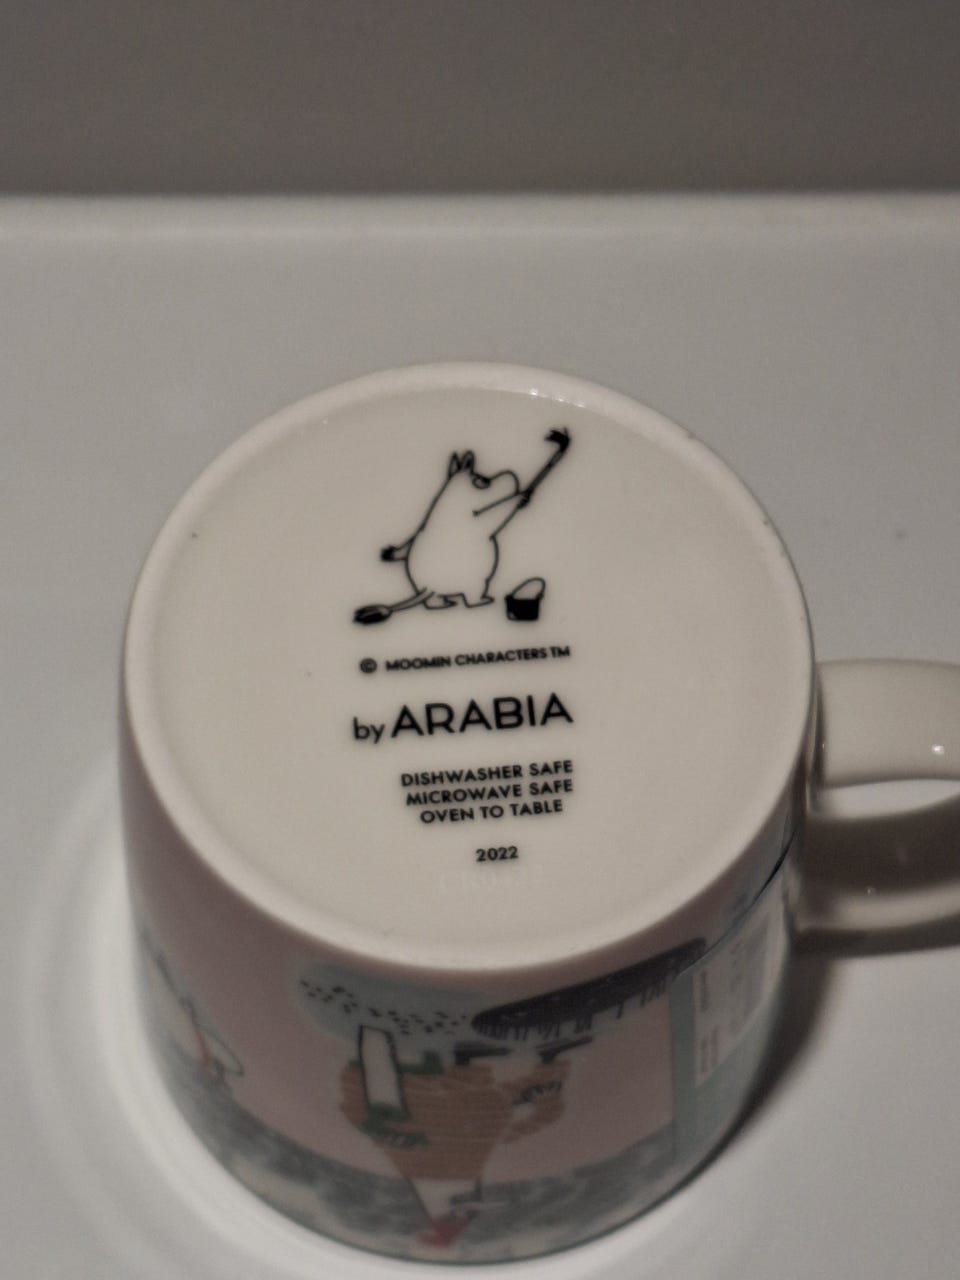 © MOOMIN CHARACTERS TM
by ARABIA
DISHWASHER SAFE
MICROWAVE SAFE
OVEN TO TABLE
2022